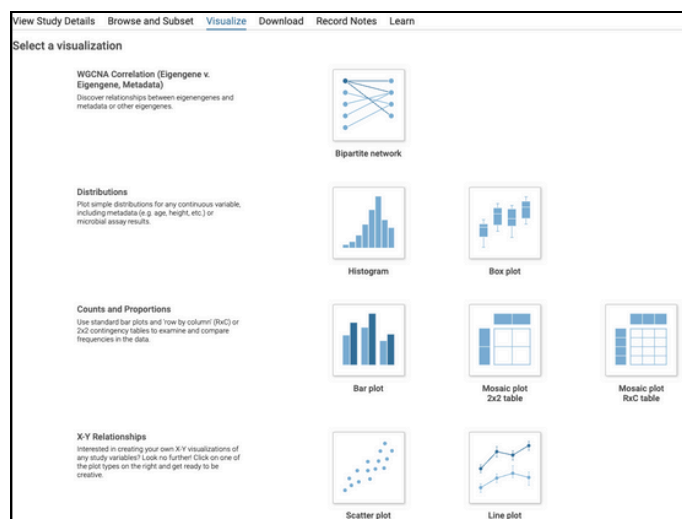 View Study Details Browse and Subset Visualize Download Record Notes Learn
Select a visualization
WGCNA Correlation (Eigengene v.
Eigengene, Metadata)
Discover relationships between eigenengenes and
metadata or other eigengenes.
Bipartite network
Distributions
Plot simple distributions for any continuous variable,
including metadata (e.g. age, height, etc.) or
microbial assay results.
Histogram
Box plot
Counts and Proportions
Use standard bar plots and 'row by column' (RxC) or
2x2 contingency tables to examine and compare
frequencies in the data.
Bar plot
Mosaic plot
2x2 table
Mosaic plot
RxC table
X-Y Relationships
Interested in creating your own X-Y visualizations of
any study variables? Look no further! Click on one of
the plot types on the right and get ready to be
creative.
Scatter plot
Line plot